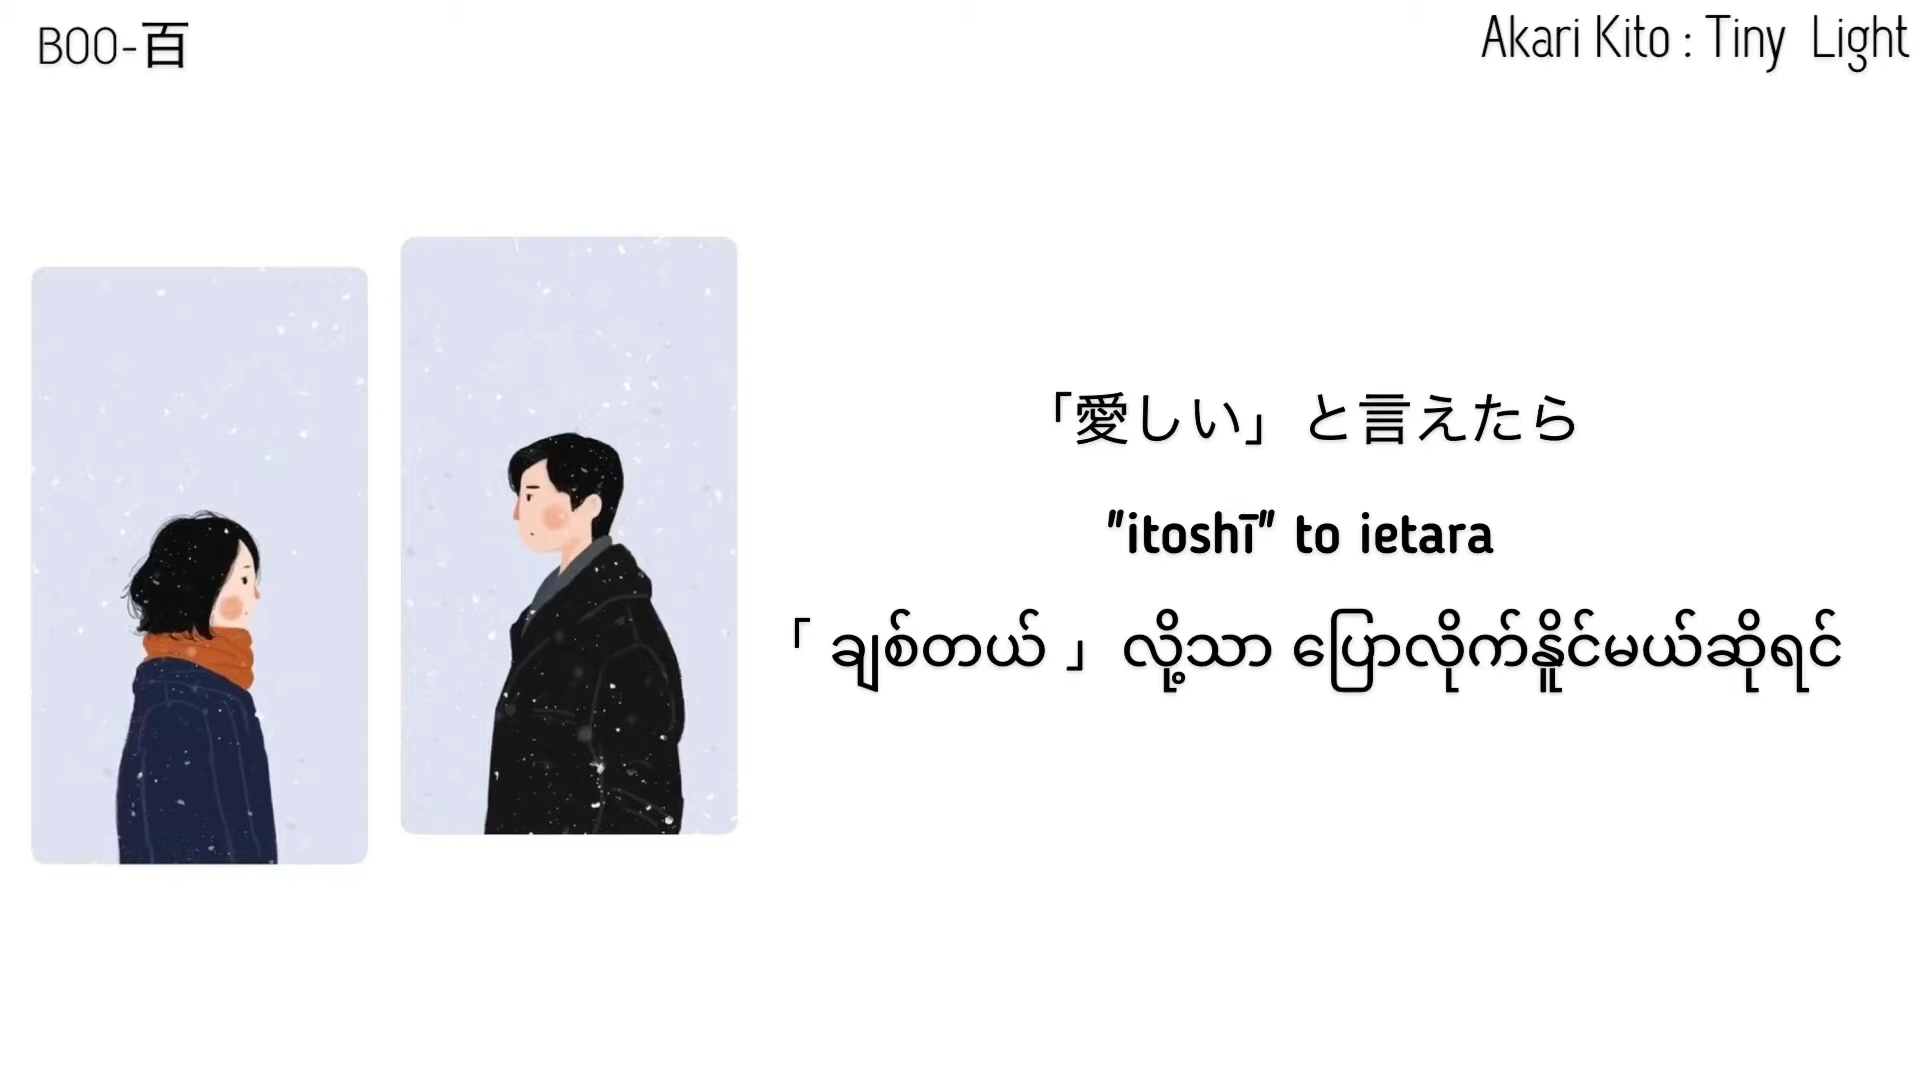 BOO-百
Akari Kito : Tiny Light
「愛しい」と言えたら
"itoshī" to ietara
「 ချစ်တယ် 」 လို့သာ ပြောလိုက်နိူင်မယ်ဆိုရင်